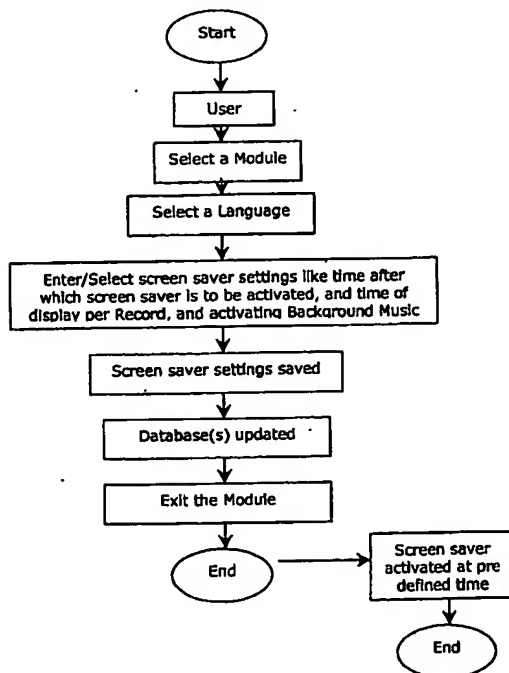 Start
User
Select a Module
Select a Language
Enter/Select screen saver settings like time after
which screen saver is to be activated, and time of
display per Record, and activating Background Music
Screen saver settings saved
Database(s) updated
Exit the Module
End
Screen saver
activated at pre
defined time
End